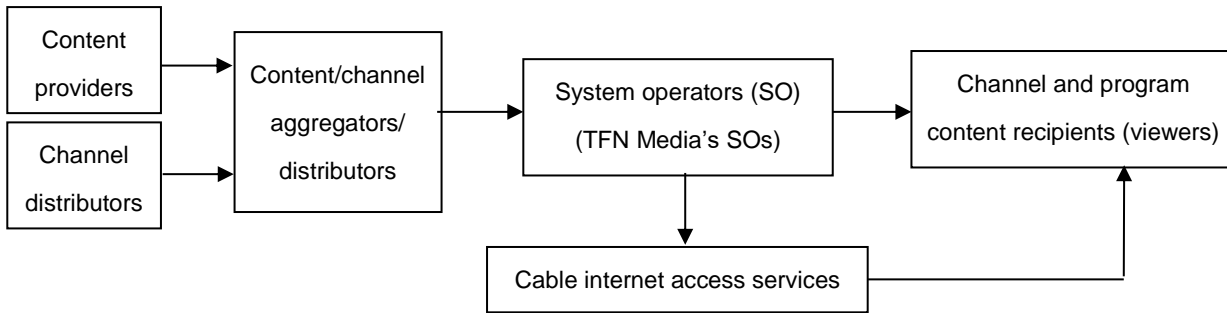 Content
providers
Channel
distributors
Content/channel
aggregators/
distributors
System operators (SO)
(TFN Media’s SOs)
Channel and program
content recipients (viewers)
Cable internet access services